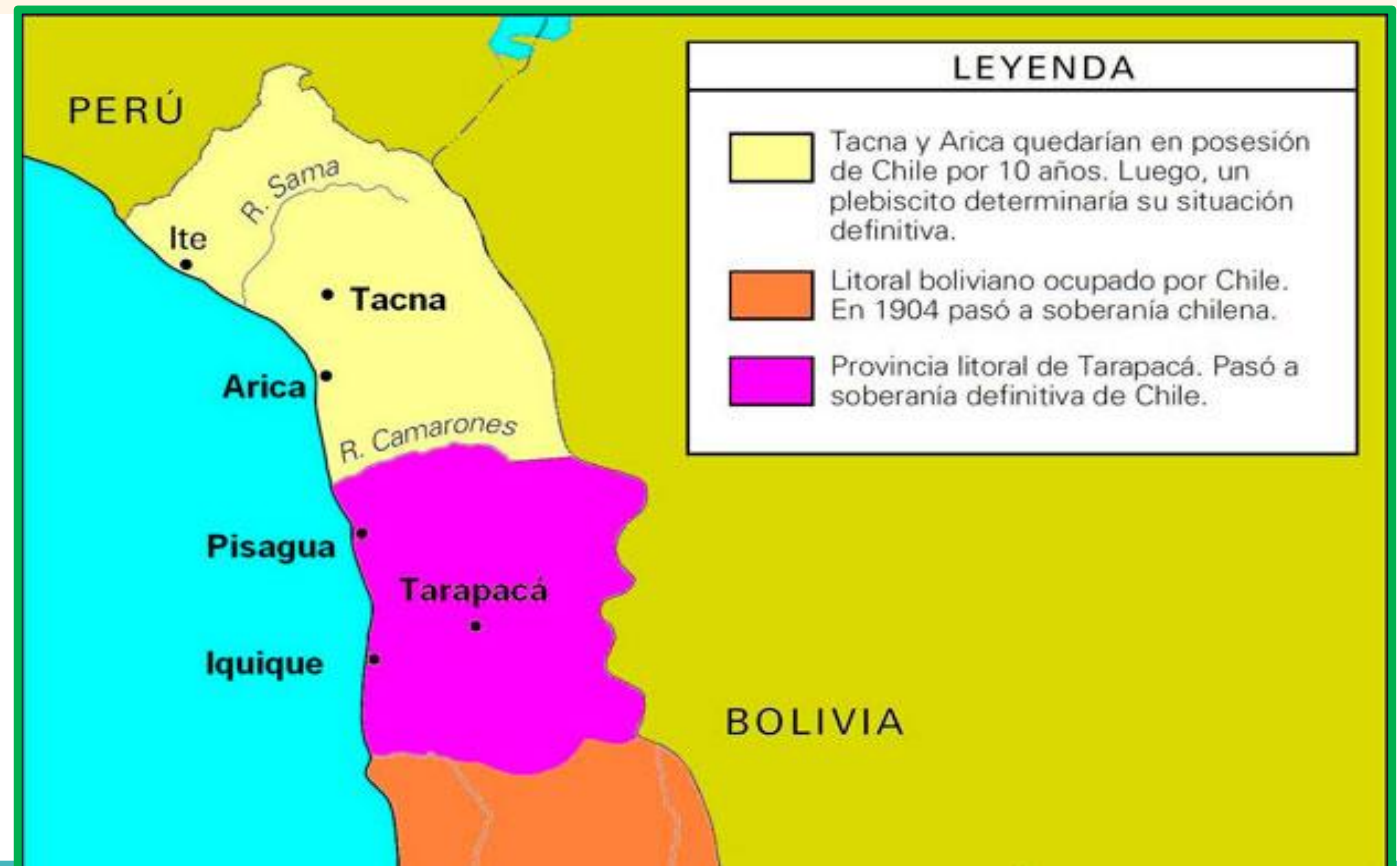 LEYENDA
PERÚ
Tacna y Arica quedarían en posesión
de Chile por 10 años. Luego, un
plebiscito determinaría su situación
definitiva.
Litoral boliviano ocupado por Chile.
En 1904 pasó a soberanía chilena.
Provincia litoral de Tarapacá. Pasó a
soberanía definitiva de Chile.
R. Sama
Ite
Tacna
Arica
R. Camarones
Pisagua
Tarapacá
Iquique
BOLIVIA